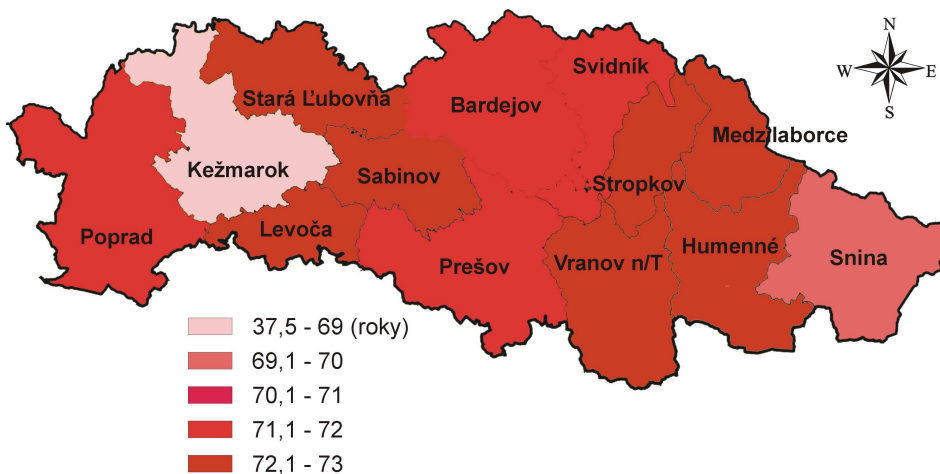 N
W E
S
Svidník
Stará Ľubovňa
Bardejov
Medzilaborce
Kežmarok
Sabinov
Stropkov
Poprad
Levoča
Prešov
Vranov n/T
Humenné
Snina
37,5 - 69 (roky)
69,1 - 70
70,1 - 71
71,1 - 72
72,1 - 73